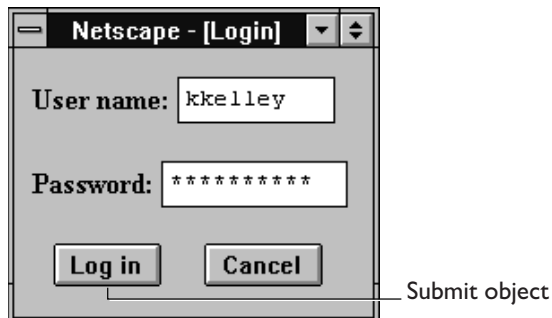 Netscape - [Login]
User name: kkelley
Password: **********
Log in Cancel
Submit object